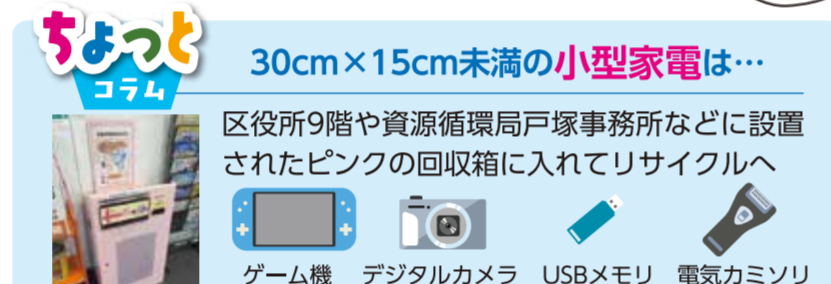 ちょっと
コラム
30cm×15cm未満の小型家電は…
区役所9階や資源循環局戸塚事務所などに設置
されたピンクの回収箱に入れてリサイクルへ
ゲーム機 デジタルカメラ USBメモリ 電気カミソリ